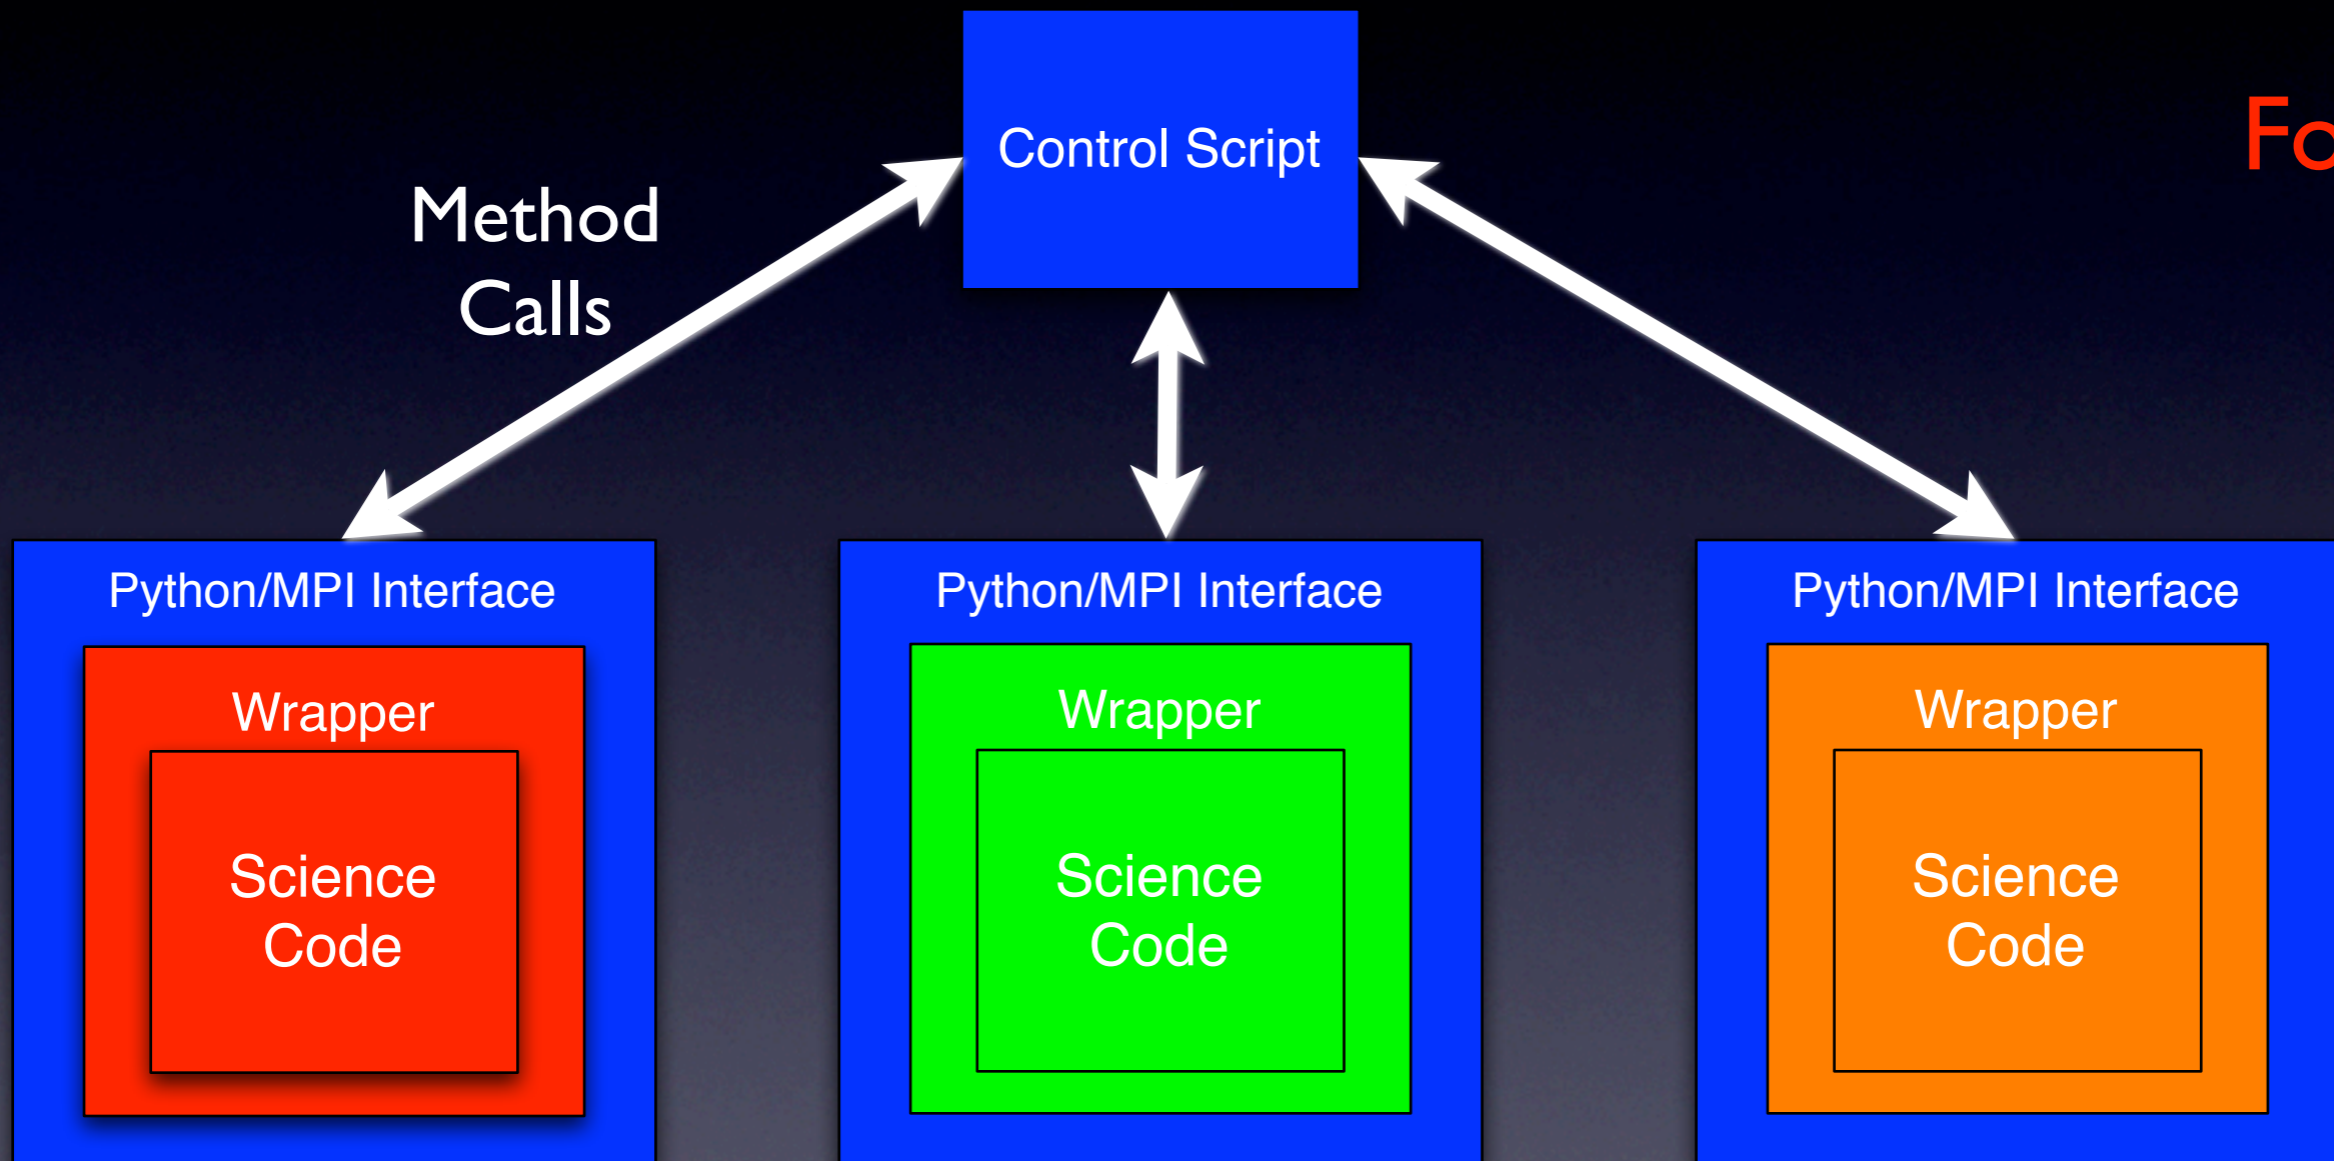 Control Script
Method
Calls
Python/MPI Interface
Python/MPI Interface
Python/MPI Interface
Wrapper
Wrapper
Wrapper
Science
Code
Science
Code
Science
Code